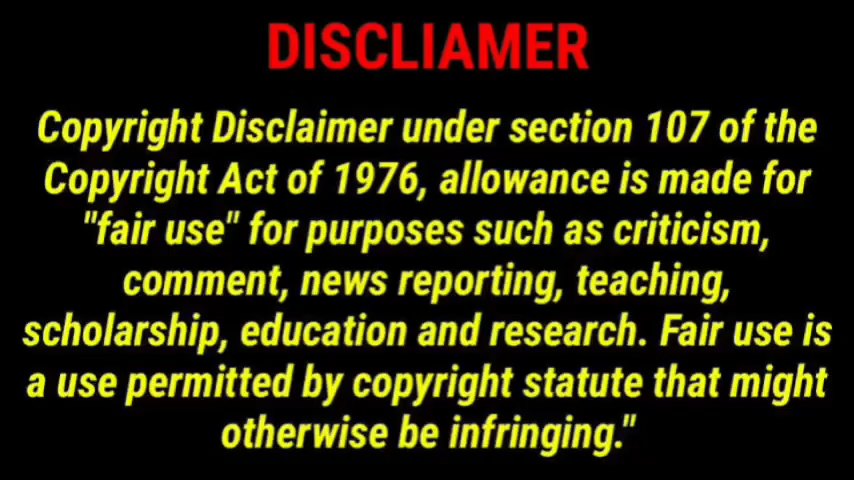 DISCLIAMER
Copyright Disclaimer under section 107 of the
Copyright Act of 1976, allowance is made for
"fair use" for purposes such as criticism,
comment, news reporting, teaching,
scholarship, education and research. Fair use is
a use permitted by copyright statute that might
otherwise be infringing."